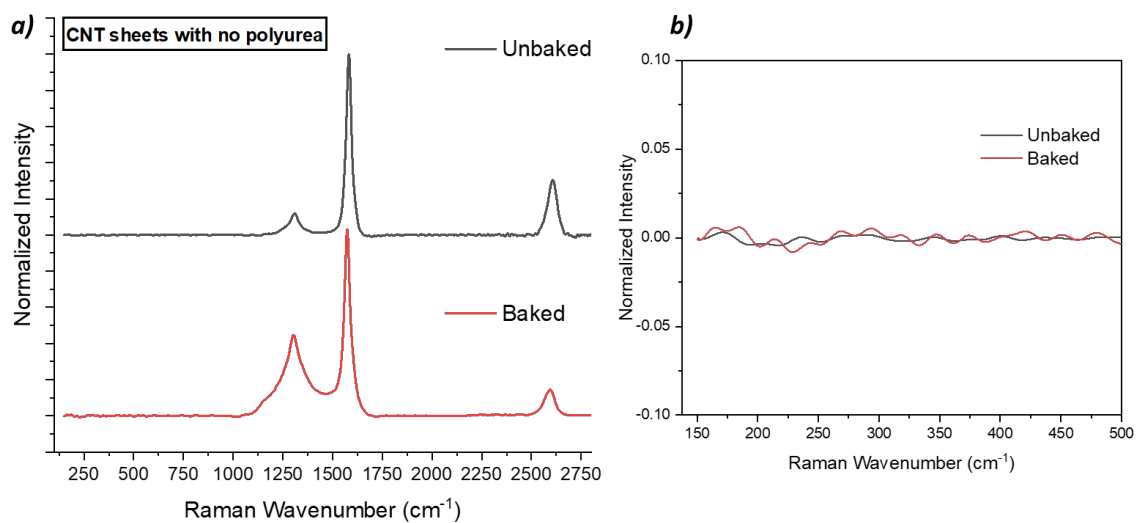 a)
CNT sheets with no polyurea
Unbaked
Baked
Normalized Intensity
250 500 750 1000 1250 1500 1750 2000 2250 2500 2750
Raman Wavenumber (cm⁻¹)
b)
0.10
0.05
0.00
-0.05
-0.10
Unbaked
Baked
Normalized Intensity
150 200 250 300 350 400 450 500
Raman Wavenumber (cm⁻¹)